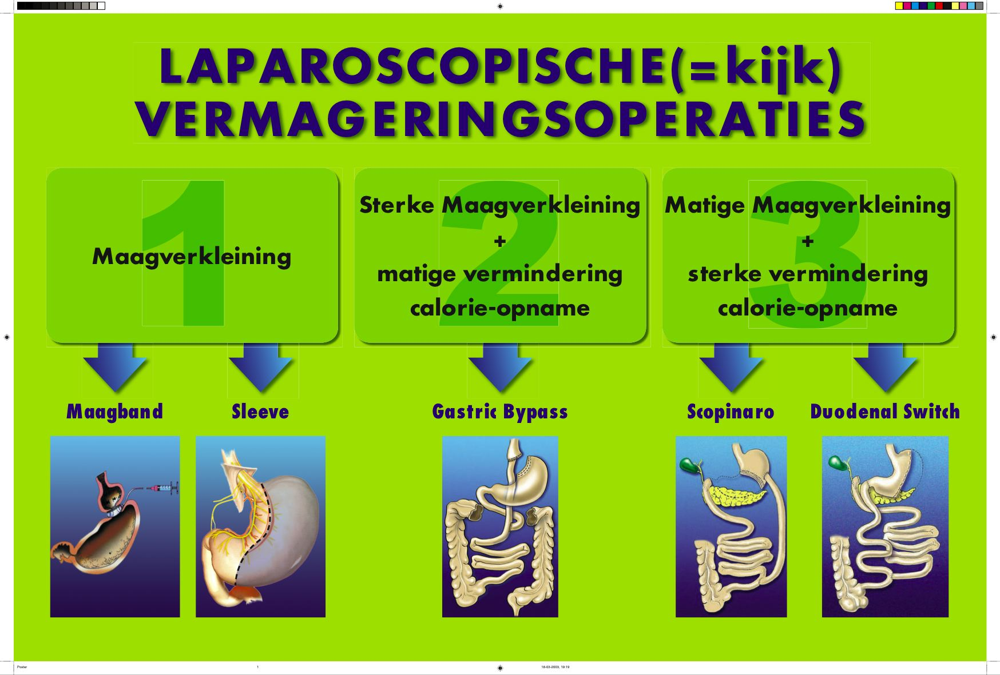 LAPAROSCOPISCHE(=kijk)
VERMAGERINGSOPERATIES
1
Maagverkleining
2
Sterke Maagverkleining
+
matige vermindering
calorie-opname
3
Matige Maagverkleining
+
sterke vermindering
calorie-opname
Maagband
Sleeve
Gastric Bypass
Scopinaro
Duodenal Switch
Poster
1
18-03-2003, 19:19